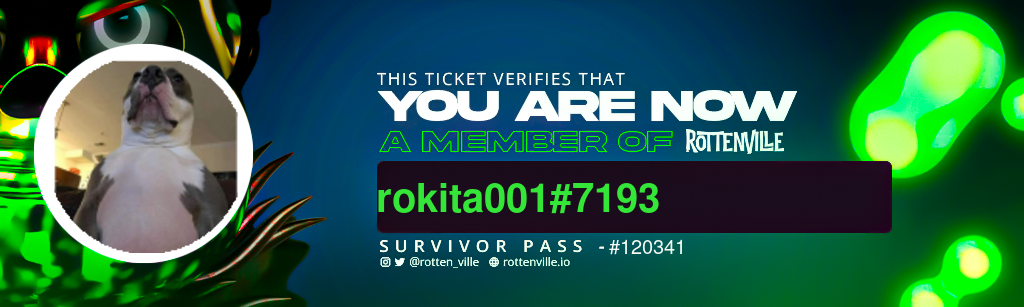 THIS TICKET VERIFIES THAT
YOU ARE NOW
A MEMBER OF ROTTENVILLE
rokita001#7193
SURVIVOR PASS - #120341
@rotten_ville rottenville.io